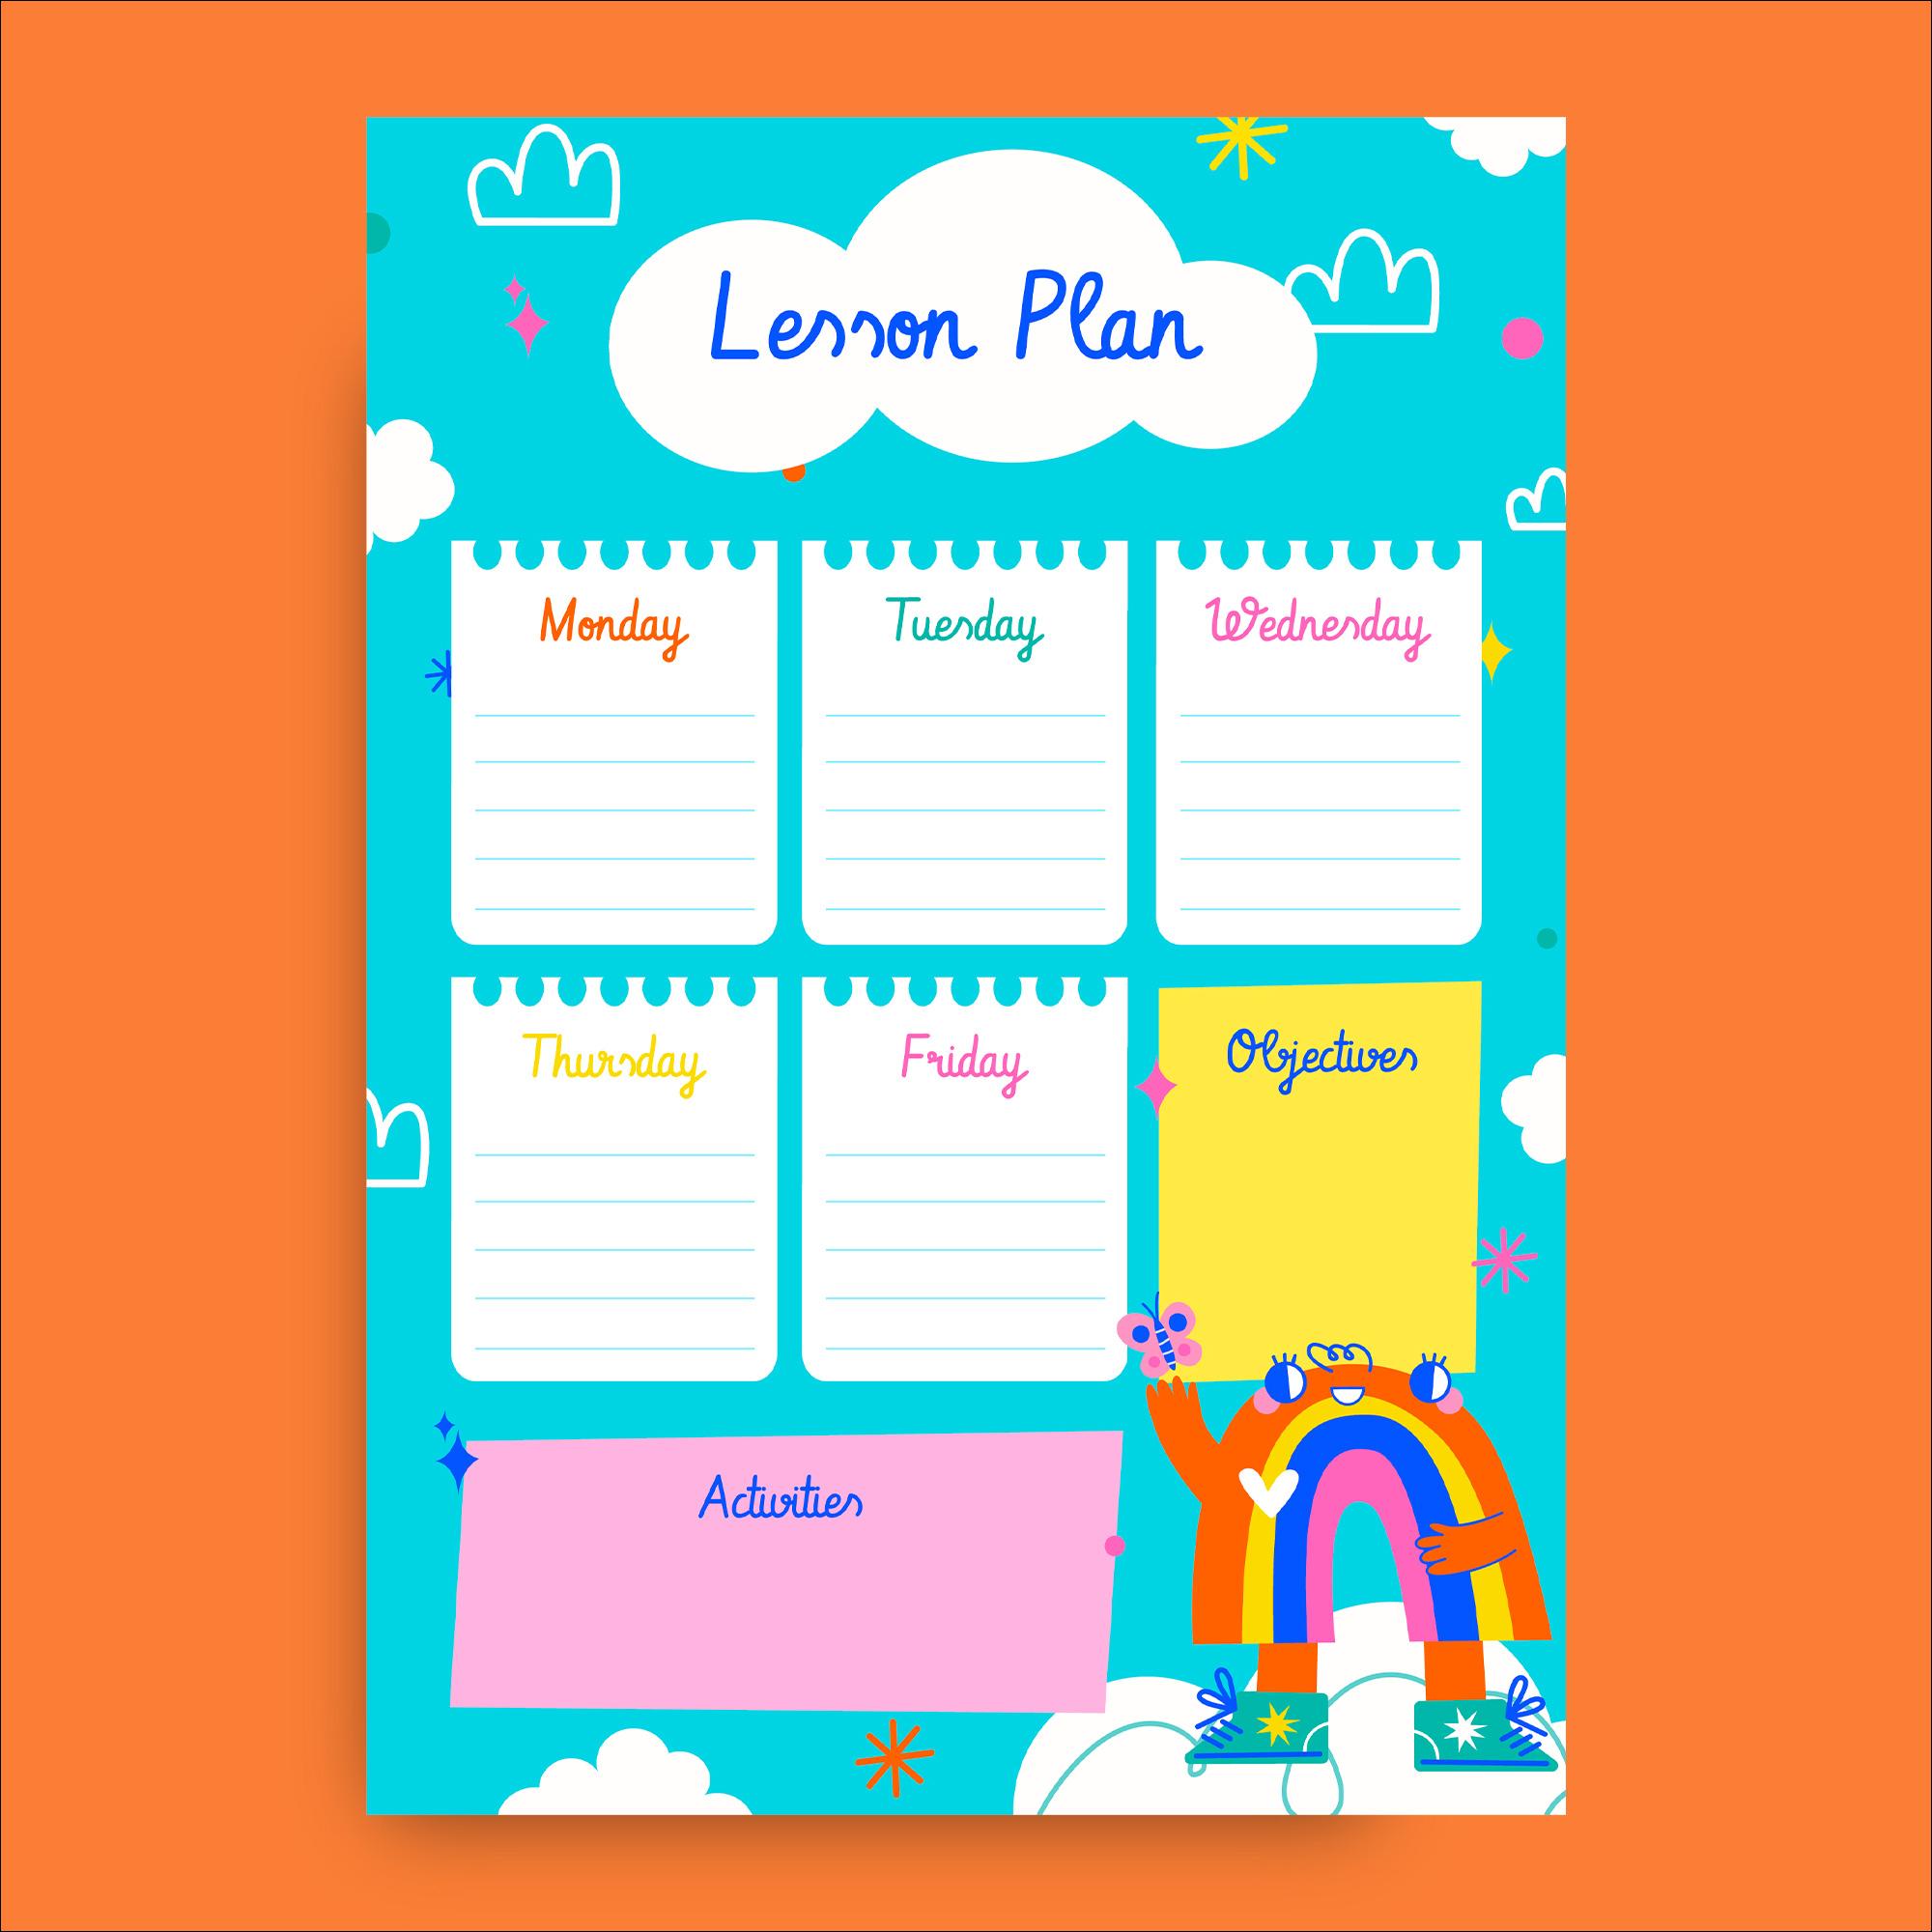 Lesson Plan
Monday
Tuesday
Wednesday
Thursday
Friday
Objectives
Activities